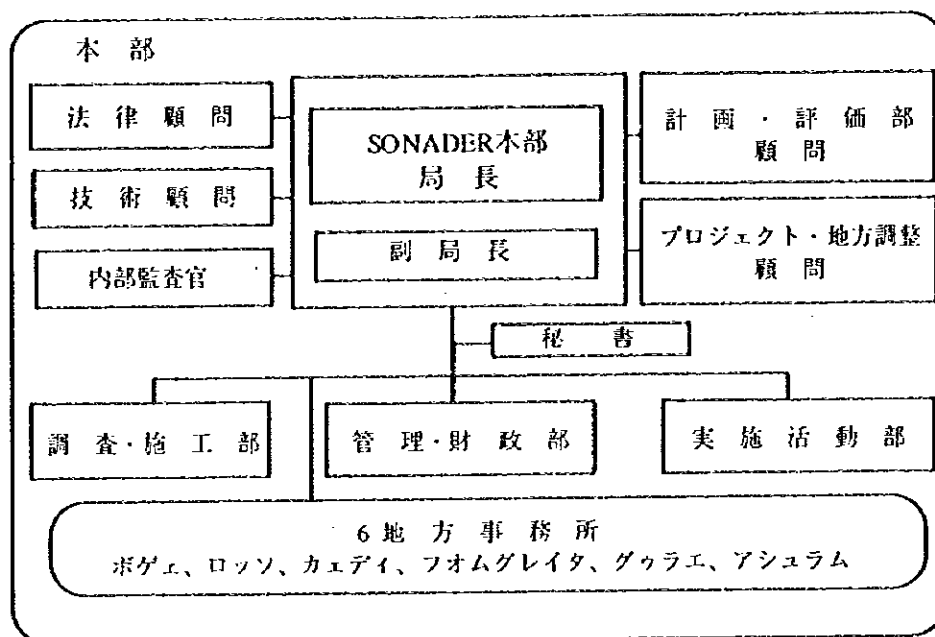 本部
法律顧問
技術顧問
内部監査官
SONADER本部
局長
副局長
計画・評価部
顧問
プロジェクト・地方調整
顧問
秘書
調査・施工部
管理・財政部
実施活動部
6地方事務所
ボゲェ、ロッソ、カェディ、フオムグレイタ、グゥラエ、アシュラム